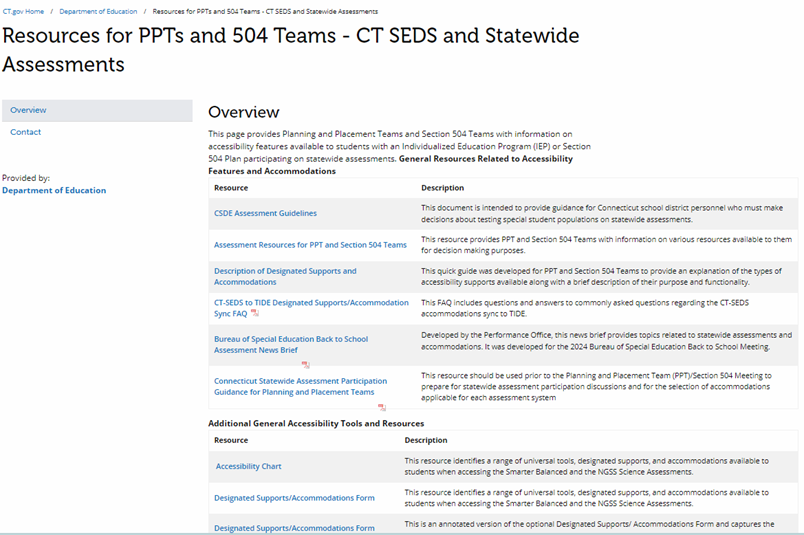 CT.gov Home / Department of Education / Resources for PPTs and 504 Teams - CT SEDS and Statewide Assessments
Resources for PPTs and 504 Teams - CT SEDS and Statewide
Assessments
Overview
Contact
Provided by:
Department of Education
Overview
This page provides Planning and Placement Teams and Section 504 Teams with information on
accessibility features available to students with an Individualized Education Program (IEP) or Section
504 Plan participating on statewide assessments. General Resources Related to Accessibility
Features and Accommodations
Resource Description
CSDE Assessment Guidelines
This document is intended to provide guidance for Connecticut school district personnel who must make
decisions about testing special student populations on statewide assessments.
Assessment Resources for PPT and Section 504 Teams
This resource provides PPT and Section 504 Teams with information on various resources available to them
for decision making purposes.
Description of Designated Supports and
Accommodations
This quick guide was developed for PPT and Section 504 Teams to provide an explanation of the types of
accessibility supports available along with a brief description of their purpose and functionality.
CT-SEDS to TIDE Designated Supports/Accommodation
Sync FAQ
This FAQ includes questions and answers to commonly asked questions regarding the CT-SEDS
accommodations sync to TIDE.
Bureau of Special Education Back to School
Assessment News Brief
Developed by the Performance Office, this news brief provides topics related to statewide assessments and
accommodations. It was developed for the 2024 Bureau of Special Education Back to School Meeting.
Connecticut Statewide Assessment Participation
Guidance for Planning and Placement Teams
This resource should be used prior to the Planning and Placement Team (PPT)/Section 504 Meeting to
prepare for statewide assessment participation discussions and for the selection of accommodations
applicable for each assessment system
Additional General Accessibility Tools and Resources
Resource Description
Accessibility Chart
This resource identifies a range of universal tools, designated supports, and accommodations available to
students when accessing the Smarter Balanced and the NGSS Science Assessments.
Designated Supports/Accommodations Form
This resource identifies a range of universal tools, designated supports, and accommodations available to
students when accessing the Smarter Balanced and the NGSS Science Assessments.
Designated Supports/Accommodations Form
This is an annotated version of the optional Designated Supports/ Accommodations Form and captures the